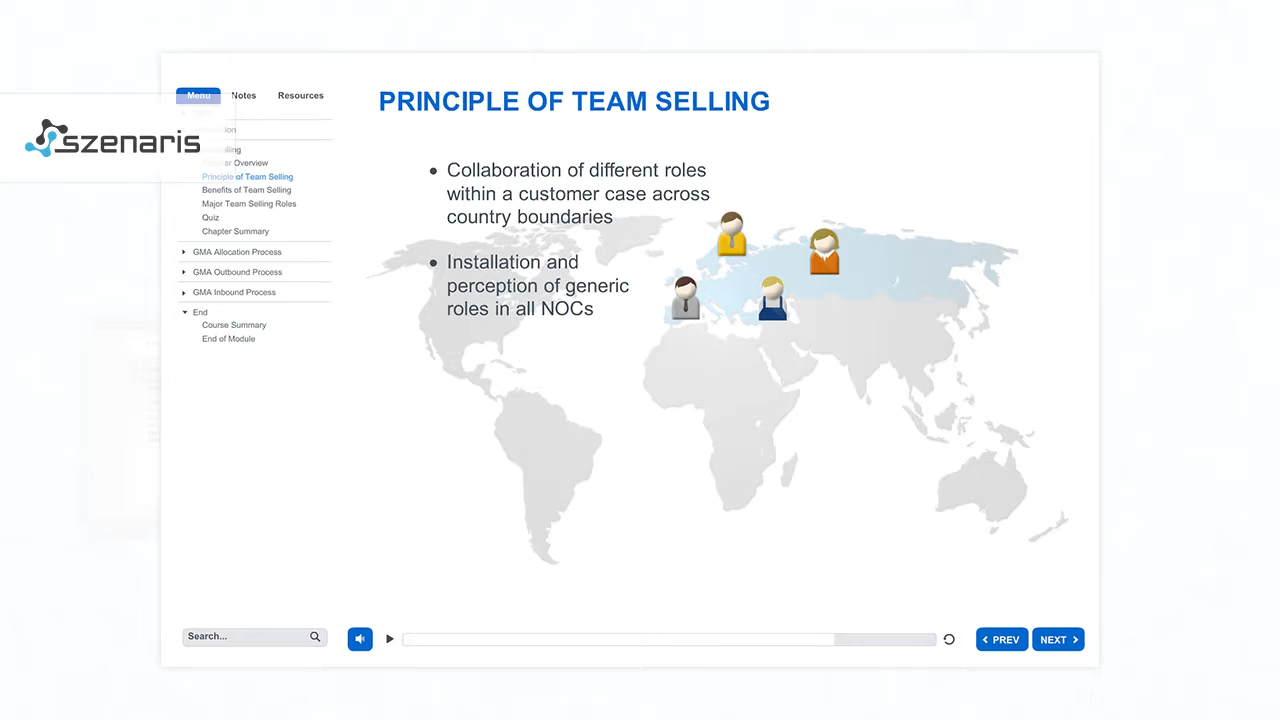 Menu Notes Resources
szenaris
Principle of Team Selling
Benefits of Team Selling
Major Team Selling Roles
Quiz
Chapter Summary
GMA Allocation Process
GMA Outbound Process
GMA Inbound Process
End
Course Summary
End of Module
Search...
PRINCIPLE OF TEAM SELLING
Collaboration of different roles
within a customer case across
country boundaries
Installation and
perception of generic
roles in all NOCs
PREV NEXT